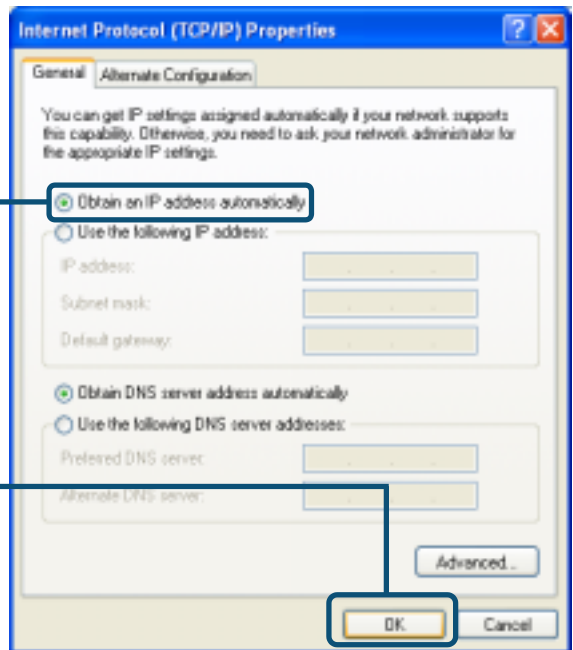 Internet Protocol (TCP/IP) Properties
General
Alternate Configuration
You can get IP settings assigned automatically if your network supports
this capability. Otherwise, you need to ask your network administrator for
the appropriate IP settings.
Obtain an IP address automatically
Use the following IP address:
IP address:
Subnet mask:
Default gateway:
Obtain DNS server address automatically
Use the following DNS server addresses:
Preferred DNS server:
Alternate DNS server:
Advanced...
OK
Cancel